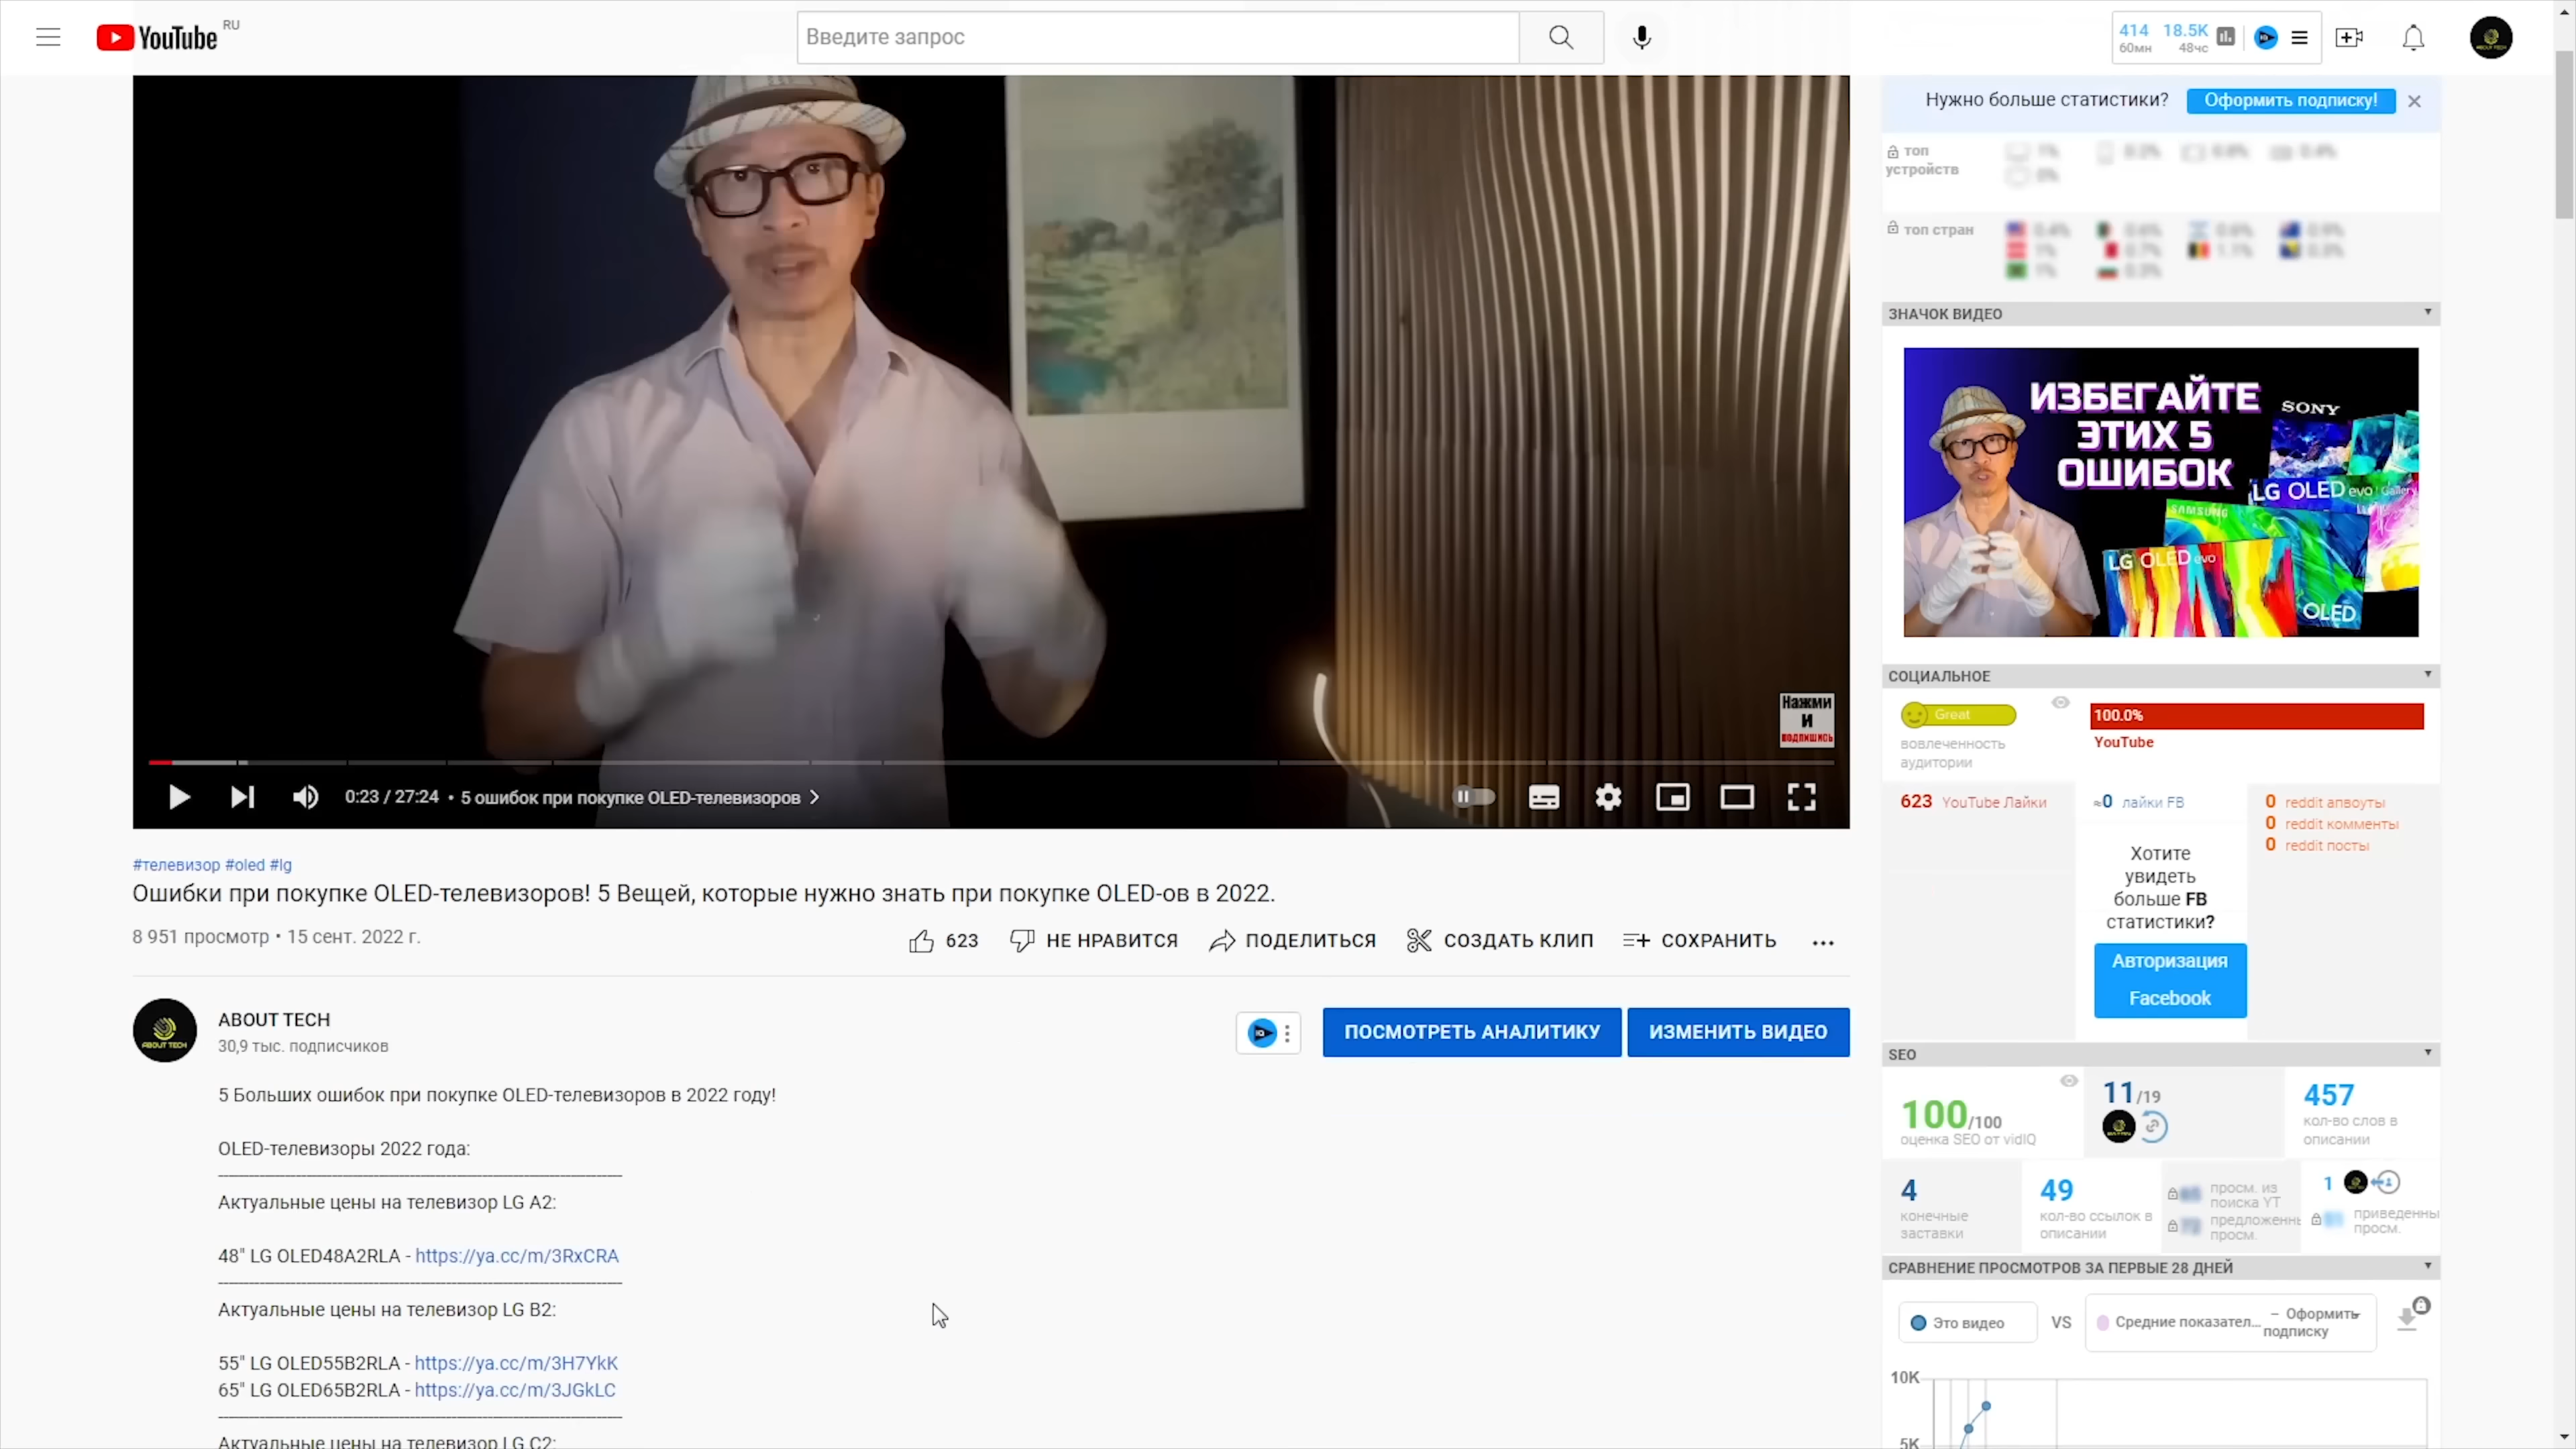 YouTube RU
Введите запрос
414 18.5K
60мн 48чс
Нажми
и
подпишись
0:23 / 27:24 • 5 ошибок при покупке OLED-телевизоров
#телевизор #oled #lg
Ошибки при покупке OLED-телевизоров! 5 Вещей, которые нужно знать при покупке OLED-ов в 2022.
8 951 просмотр • 15 сент. 2022 г.
623 НЕ НРАВИТСЯ ПОДЕЛИТЬСЯ СОЗДАТЬ КЛИП СОХРАНИТЬ
ABOUT TECH
ABOUT TECH
30,9 тыс. подписчиков
ПОСМОТРЕТЬ АНАЛИТИКУ ИЗМЕНИТЬ ВИДЕО
5 Больших ошибок при покупке OLED-телевизоров в 2022 году!
OLED-телевизоры 2022 года:
Актуальные цены на телевизор LG A2:
48" LG OLED48A2RLA - https://ya.cc/m/3RxCRA
Актуальные цены на телевизор LG B2:
55" LG OLED55B2RLA - https://ya.cc/m/3H7YkK
65" LG OLED65B2RLA - https://ya.cc/m/3JGkLC
Актуальные цены на телевизор LG C2:
Нужно больше статистики? Оформить подписку!
топ
устройств
топ стран
ЗНАЧОК ВИДЕО
ИЗБЕГАЙТЕ
ЭТИХ 5
ОШИБОК
SONY
LG OLED evo Gallery
SAMSUNG
LG OLED evo
OLED
СОЦИАЛЬНОЕ
Great
вовлеченность
аудитории
100.0%
YouTube
623 YouTube Лайки
≈0 лайки FB
0 reddit апвоуты
0 reddit комменты
0 reddit посты
Хотите
увидеть
больше FB
статистики?
Авторизация
Facebook
SEO
100/100
оценка SEO от vidIQ
11/19
457
кол-во слов в
описании
4
конечные
заставки
49
кол-во ссылок в
описании
просм. из
поиска YT
предложенны
просм.
1
приведенны
просм.
СРАВНЕНИЕ ПРОСМОТРОВ ЗА ПЕРВЫЕ 28 ДНЕЙ
Это видео VS Средние показател... – Оформить
подписку
10K
5K